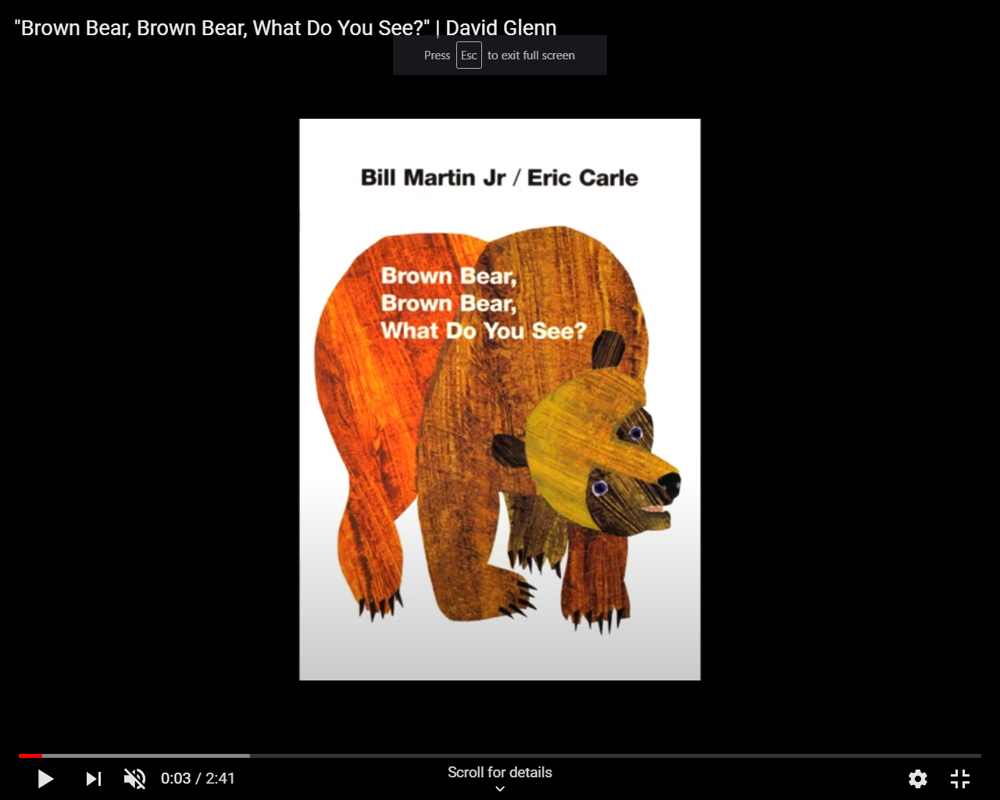 "Brown Bear, Brown Bear, What Do You See?" | David Glenn
Press Esc to exit full screen
Bill Martin Jr / Eric Carle
Brown Bear,
Brown Bear,
What Do You See?
0:03 / 2:41
Scroll for details